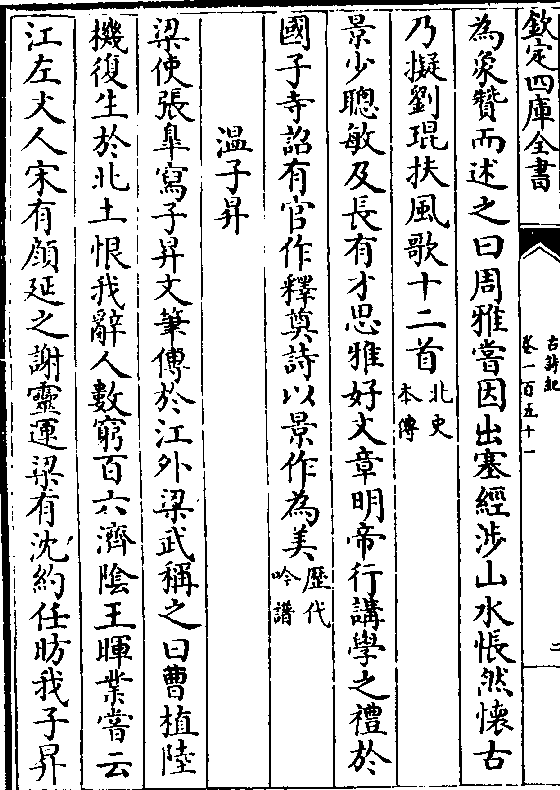 欽定四庫全書
古詩紀
卷一百五十一
二
為象贊而述之曰周雅嘗因出塞經涉山水悵然懷古
乃擬劉琨扶風歌十二首北史本傳
景少聰敏及長有才思雅好文章明帝行講學之禮於
國子寺詔有官作釋奠詩以景作為美歷代吟譜
温子昇
梁使張臯寫子昇文筆傳於江外梁武稱之曰曹植陸
機復生於北土恨我辭人數窮百六濟陰王暉業嘗云
江左文人宋有顔延之謝靈運梁有沈約任昉我子昇